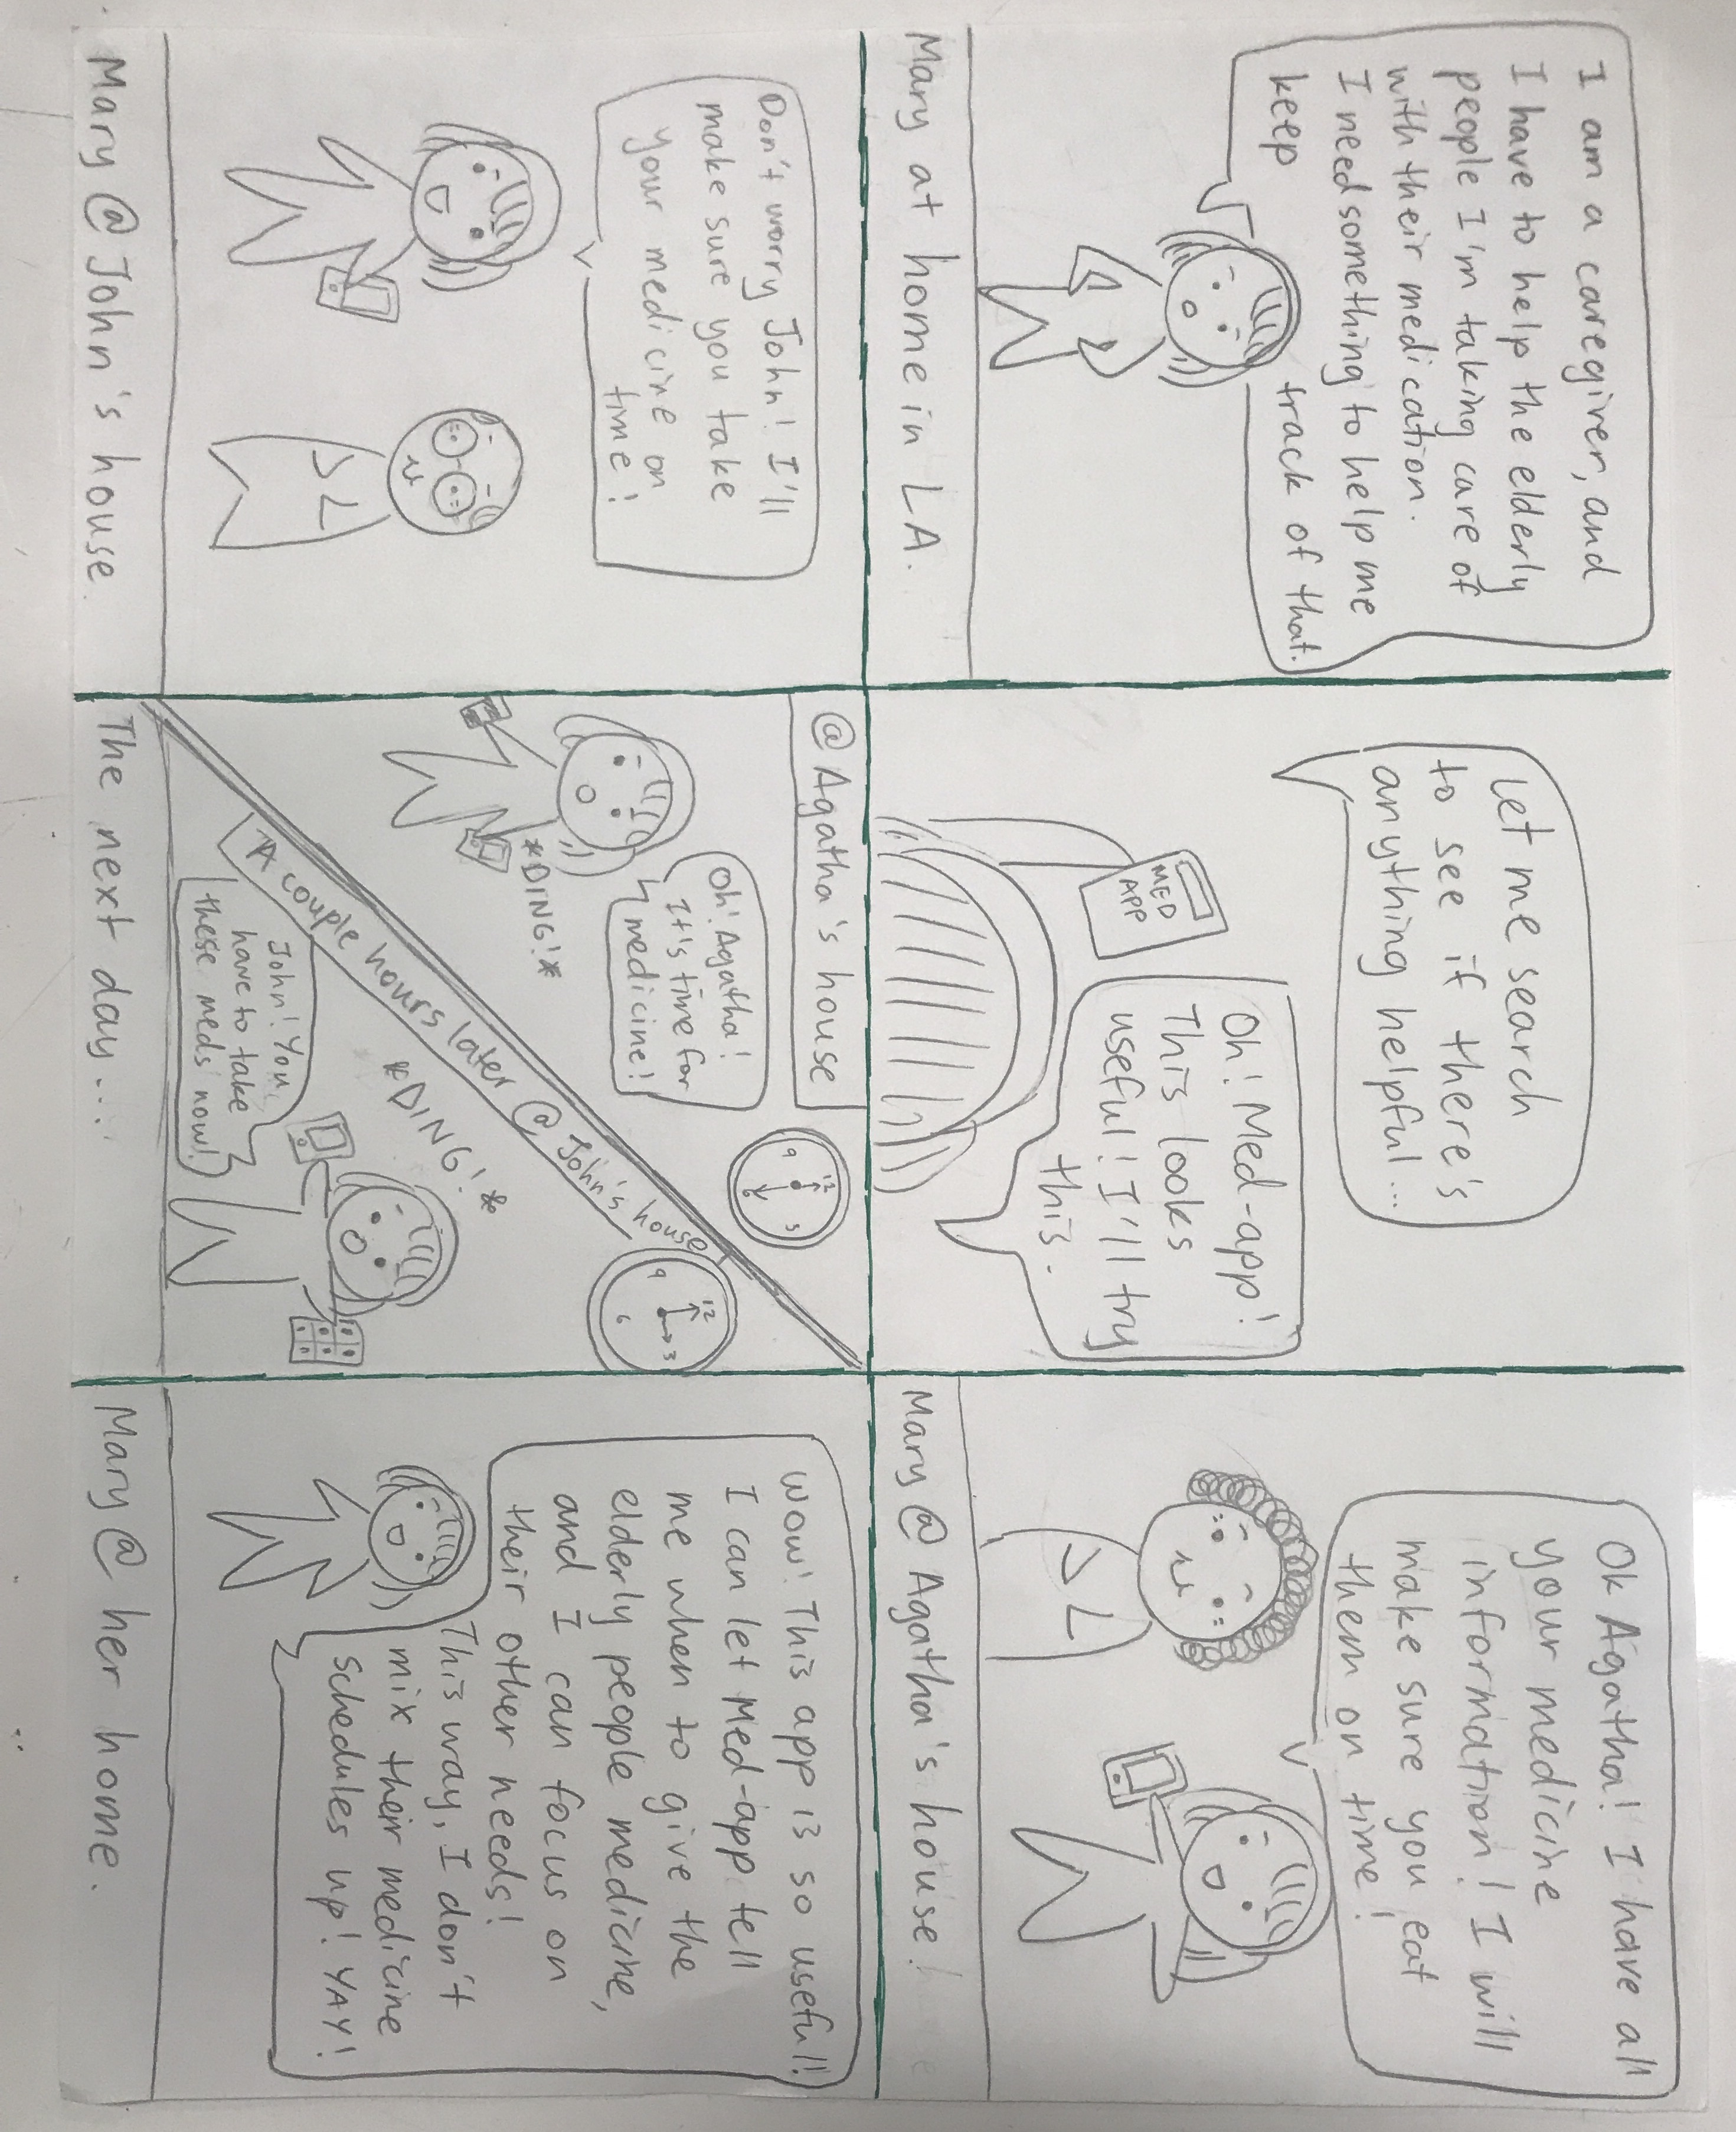 I am a caregiver, and
I have to help the elderly
people I'm taking care of
with their medication.
I need something to help me
keep track of that.
Mary at home in LA.
Let me search
to see if there's
anything helpful...
Oh! Med-app!
This looks
useful! I'll try
this.
MED
APP
Ok Agatha! I have all
your medicine
information! I will
make sure you eat
them on time!
Mary @ Agatha's house!
Don't worry John! I'll
make sure you take
your medicine on
time!
Mary @ John's house.
@ Agatha's house
12
9 3
6
Oh! Agatha!
It's time for
medicine!
*DING!*
A couple hours later @ John's house
12
9 3
6
*DING!*
John! You
have to take
these meds now!
The next day....
Wow! This app is so useful!
I can let Med-app tell
me when to give the
elderly people medicine,
and I can focus on
their other needs!
This way, I don't
mix their medicine
schedules up! YAY!
Mary @ her home.